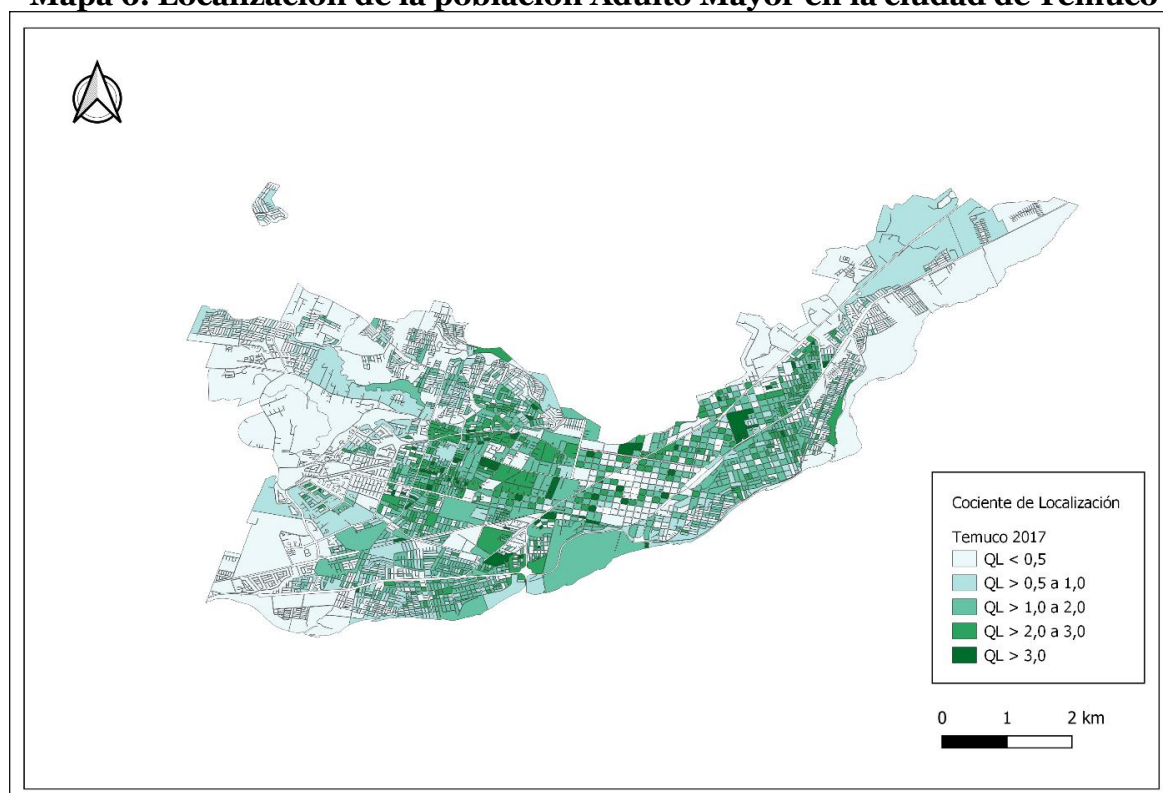 Mapa 6: Localización de la población Adulto Mayor en la ciudad de Temuco
Cociente de Localización
Temuco 2017
QL < 0,5
QL > 0,5 a 1,0
QL > 1,0 a 2,0
QL > 2,0 a 3,0
QL > 3,0
0 1 2 km